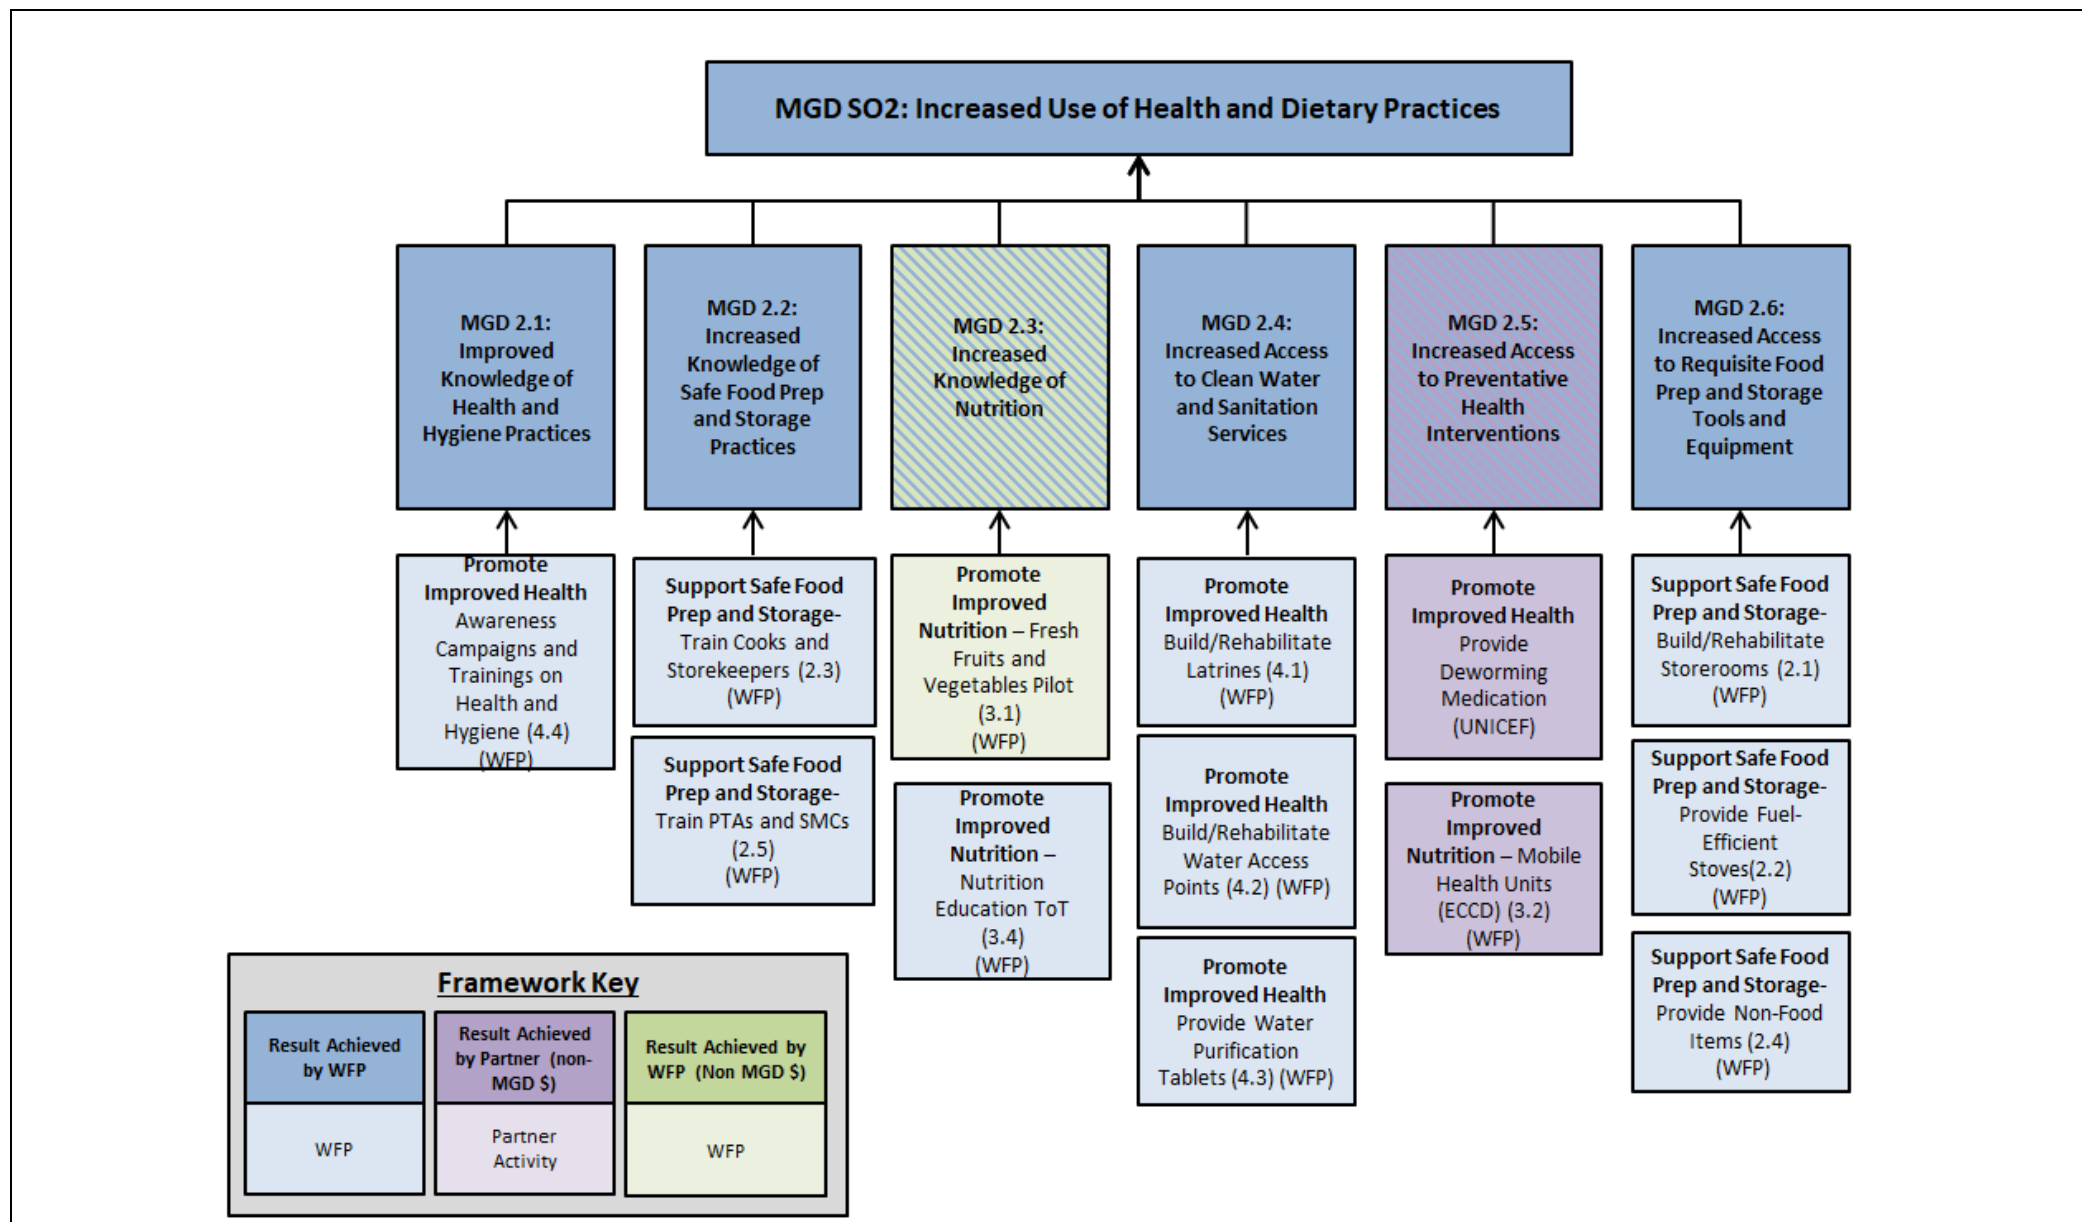 MGD SO2: Increased Use of Health and Dietary Practices
MGD 2.1:
Improved
Knowledge of
Health and
Hygiene Practices
MGD 2.2:
Increased
Knowledge of
Safe Food Prep
and Storage
Practices
MGD 2.3:
Increased
Knowledge of
Nutrition
MGD 2.4:
Increased Access
to Clean Water
and Sanitation
Services
MGD 2.5:
Increased Access
to Preventative
Health
Interventions
MGD 2.6:
Increased Access
to Requisite Food
Prep and Storage
Tools and
Equipment
Promote
Improved Health
Awareness
Campaigns and
Trainings on
Health and
Hygiene (4.4)
(WFP)
Support Safe Food
Prep and Storage-
Train Cooks and
Storekeepers (2.3)
(WFP)
Support Safe Food
Prep and Storage-
Train PTAs and SMCs
(2.5)
(WFP)
Promote
Improved
Nutrition – Fresh
Fruits and
Vegetables Pilot
(3.1)
(WFP)
Promote
Improved
Nutrition –
Nutrition
Education ToT
(3.4)
(WFP)
Promote
Improved Health
Build/Rehabilitate
Latrines (4.1)
(WFP)
Promote
Improved Health
Build/Rehabilitate
Water Access
Points (4.2) (WFP)
Promote
Improved Health
Provide Water
Purification
Tablets (4.3) (WFP)
Promote
Improved Health
Provide
Deworming
Medication
(UNICEF)
Promote
Improved
Nutrition – Mobile
Health Units
(ECCD) (3.2)
(WFP)
Support Safe Food
Prep and Storage-
Build/Rehabilitate
Storerooms (2.1)
(WFP)
Support Safe Food
Prep and Storage-
Provide Fuel-
Efficient
Stoves(2.2)
(WFP)
Support Safe Food
Prep and Storage-
Provide Non-Food
Items (2.4)
(WFP)
Framework Key
Result Achieved
by WFP
Result Achieved
by Partner (non-
MGD $)
Result Achieved by
WFP (Non MGD $)
WFP
Partner
Activity
WFP